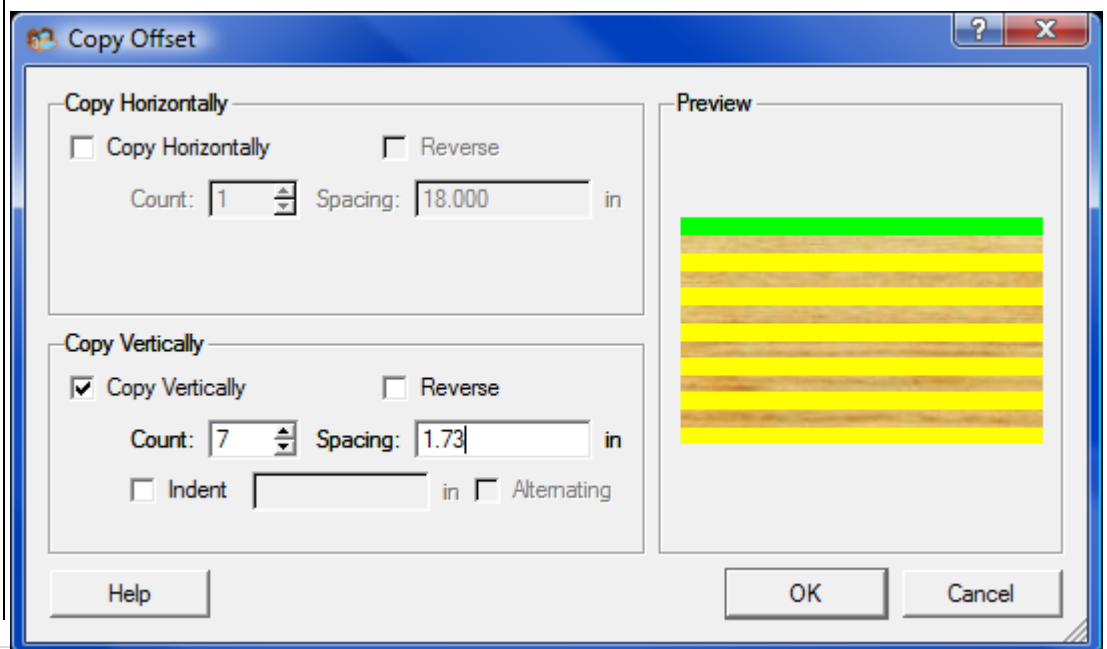 Copy Offset
Copy Horizontally
Copy Horizontally Reverse
Count: 1 Spacing: 18.000 in
Copy Vertically
Copy Vertically Reverse
Count: 7 Spacing: 1.73 in
Indent in Alternating
Preview
Help OK Cancel